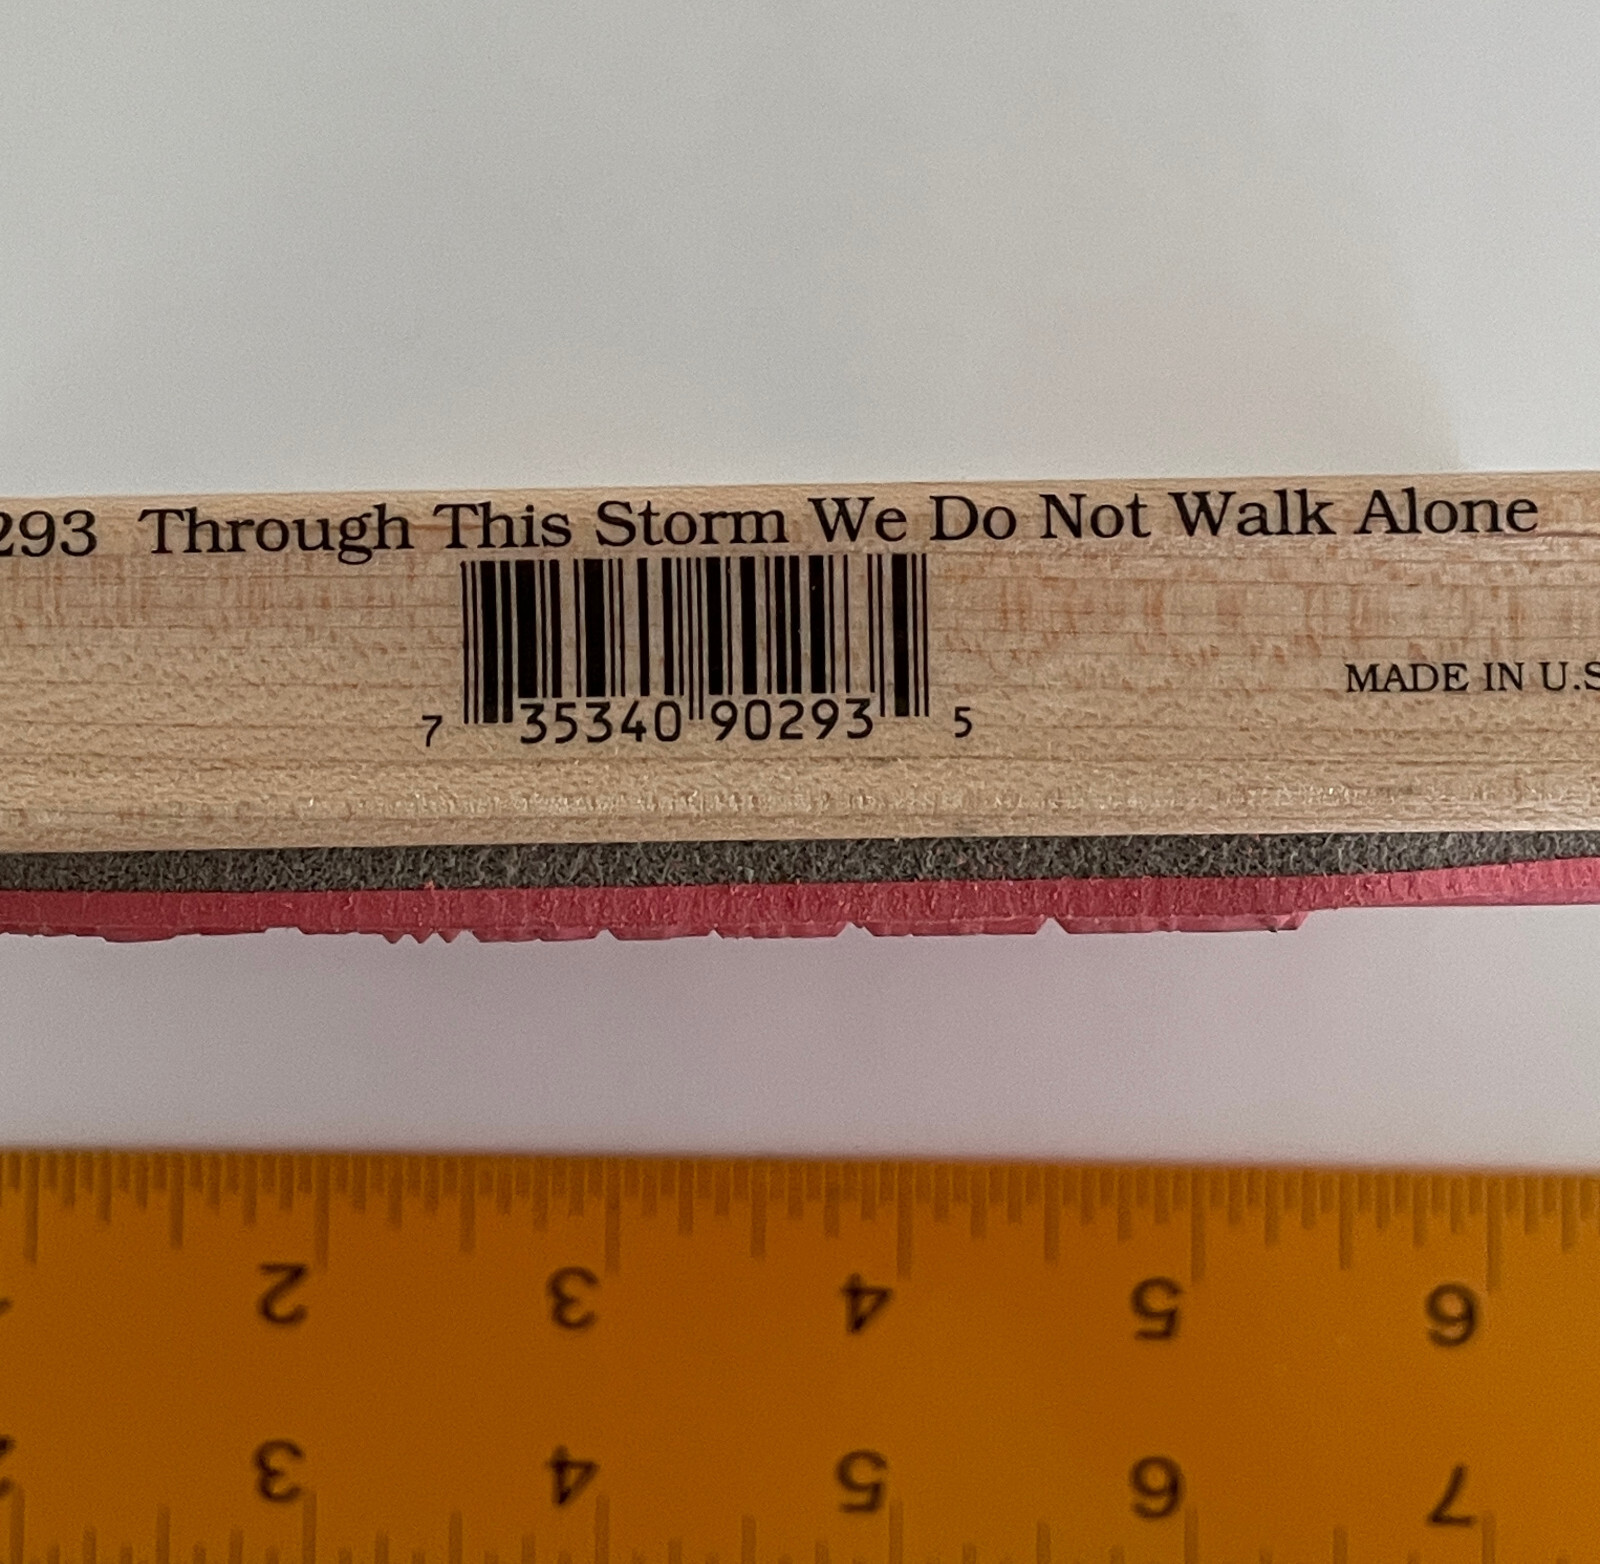 293 Through This Storm We Do Not Walk Alone
7 35340 90293 5
MADE IN U.S
2 3 4 5 6
3 4 5 6 7